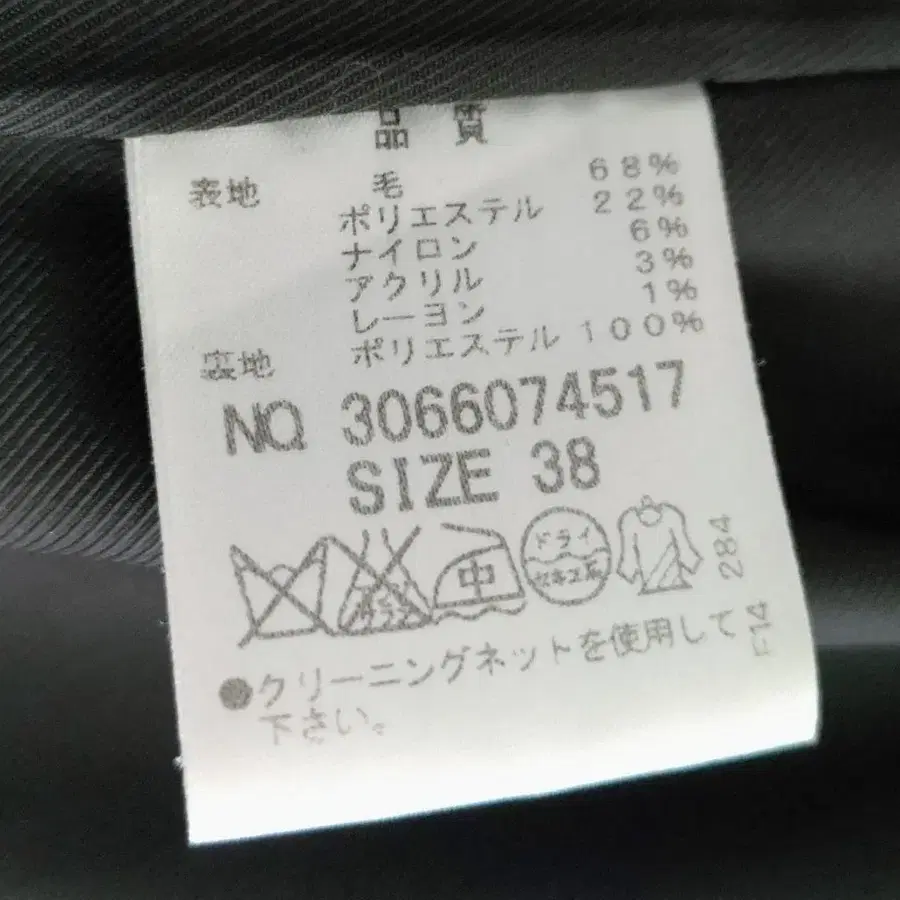 品 質
表地 毛 68%
ポリエステル 22%
ナイロン 6%
アクリル 3%
レーヨン 1%
裏地 ポリエステル 100%
NO 3066074517
SIZE 38
中
ドライ
セキユ系
284
F14
●クリーニングネットを使用して
下さい。